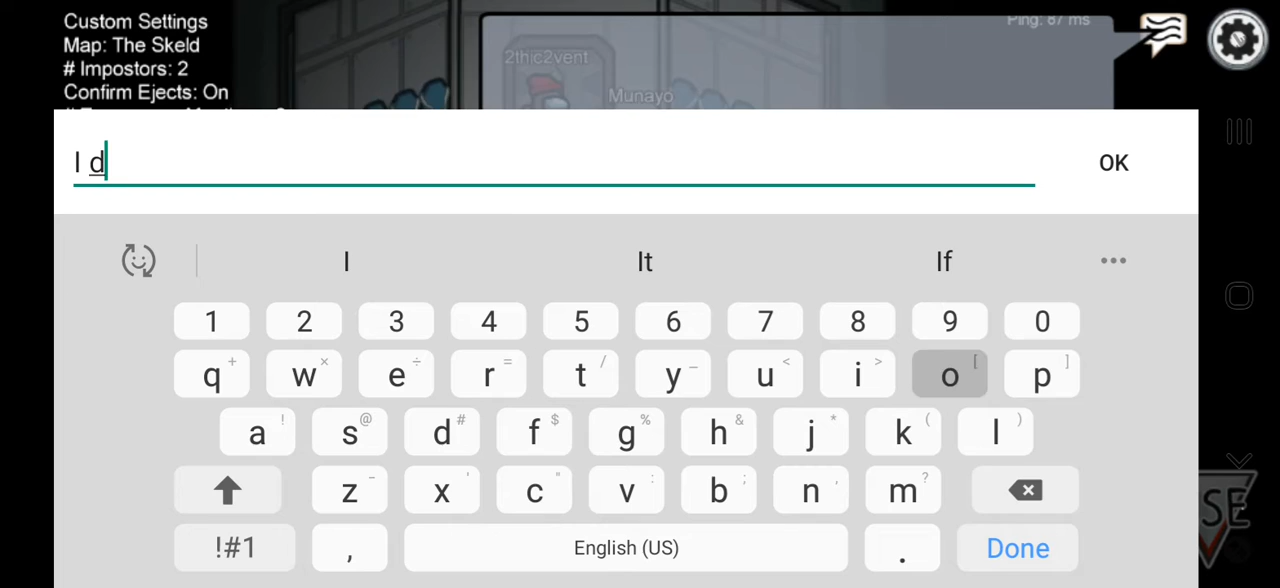 Custom Settings
Map: The Skeld
# Impostors: 2
Confirm Ejects: On
Ping: 87 ms
2thic2vent
Munayo
I d
OK
I It If
1 2 3 4 5 6 7 8 9 0
q + w × e ÷ r = t / y _ u < i > o [ p ]
a ! s @ d # f $ g % h & j * k ( l )
z - x ' c " v : b ; n , m ?
!#1 , English (US) . Done
SE